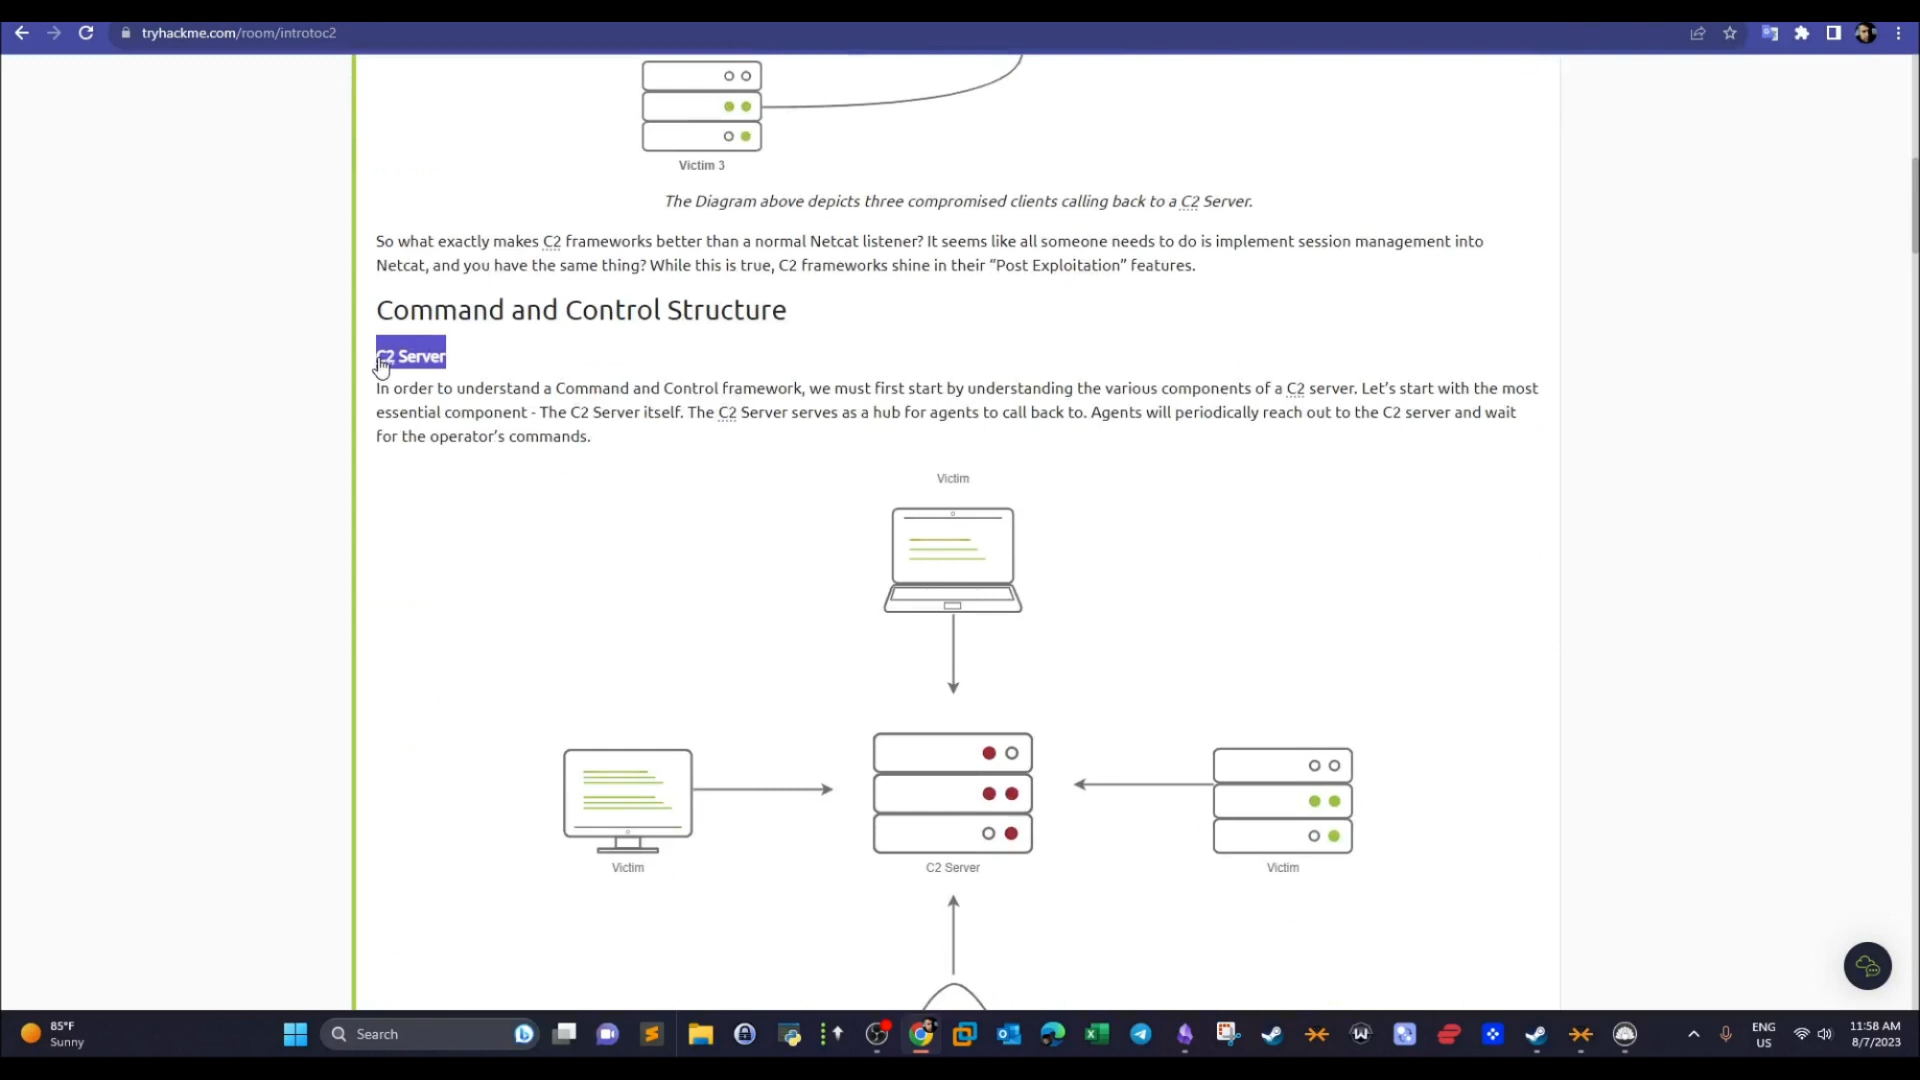 tryhackme.com/room/introtoc2
Victim 3
The Diagram above depicts three compromised clients calling back to a C2 Server.
So what exactly makes C2 frameworks better than a normal Netcat listener? It seems like all someone needs to do is implement session management into
Netcat, and you have the same thing? While this is true, C2 frameworks shine in their “Post Exploitation” features.
Command and Control Structure
C2 Server
In order to understand a Command and Control framework, we must first start by understanding the various components of a C2 server. Let’s start with the most
essential component - The C2 Server itself. The C2 Server serves as a hub for agents to call back to. Agents will periodically reach out to the C2 server and wait
for the operator’s commands.
Victim
Victim
C2 Server
Victim
85°F
Sunny
Search
ENG
US
11:58 AM
8/7/2023